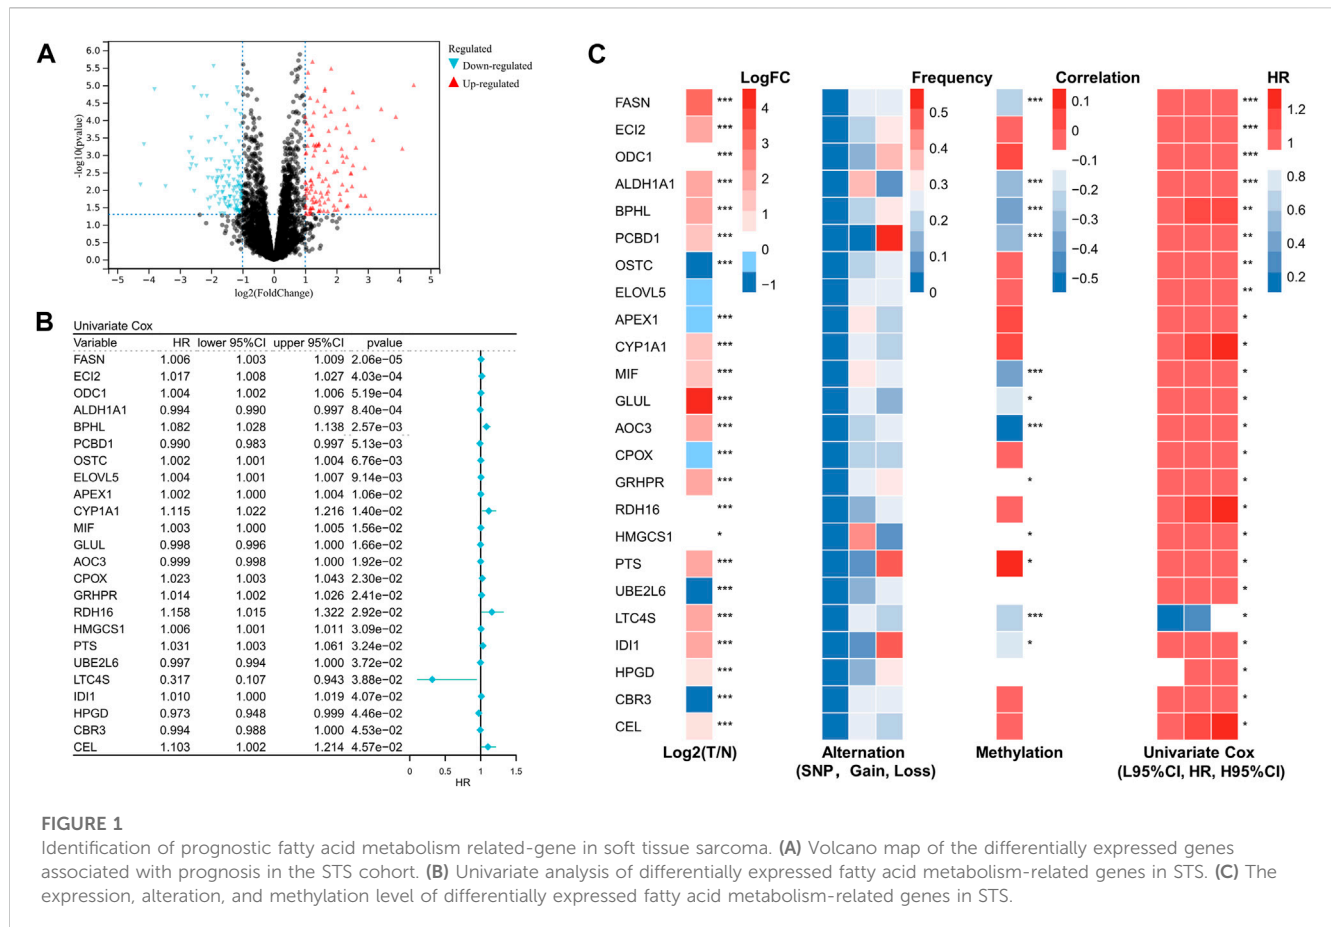 A
Regulated
Down-regulated
Up-regulated
-log10(pvalue)
6.0
5.5
5.0
4.5
4.0
3.5
3.0
2.5
2.0
1.5
1.0
0.5
0.0
−5 −4 −3 −2 −1 0 1 2 3 4 5
log2(FoldChange)
B
Univariate Cox
Variable HR lower 95%CI upper 95%CI pvalue
FASN 1.006 1.003 1.009 2.06e-05
ECI2 1.017 1.008 1.027 4.03e-04
ODC1 1.004 1.002 1.006 5.19e-04
ALDH1A1 0.994 0.990 0.997 8.40e-04
BPHL 1.082 1.028 1.138 2.57e-03
PCBD1 0.990 0.983 0.997 5.13e-03
OSTC 1.002 1.001 1.004 6.76e-03
ELOVL5 1.004 1.001 1.007 9.14e-03
APEX1 1.002 1.000 1.004 1.06e-02
CYP1A1 1.115 1.022 1.216 1.40e-02
MIF 1.003 1.000 1.005 1.56e-02
GLUL 0.998 0.996 1.000 1.66e-02
AOC3 0.999 0.998 1.000 1.92e-02
CPOX 1.023 1.003 1.043 2.30e-02
GRHPR 1.014 1.002 1.026 2.41e-02
RDH16 1.158 1.015 1.322 2.92e-02
HMGCS1 1.006 1.001 1.011 3.09e-02
PTS 1.031 1.003 1.061 3.24e-02
UBE2L6 0.997 0.994 1.000 3.72e-02
LTC4S 0.317 0.107 0.943 3.88e-02
IDI1 1.010 1.000 1.019 4.07e-02
HPGD 0.973 0.948 0.999 4.46e-02
CBR3 0.994 0.988 1.000 4.53e-02
CEL 1.103 1.002 1.214 4.57e-02
0 0.5 1 1.5
HR
C
LogFC Frequency Correlation HR
FASN *** *** ***
ECI2 *** ***
ODC1 *** ***
ALDH1A1 *** *** ***
BPHL *** *** **
PCBD1 *** *** **
OSTC *** **
ELOVL5 **
APEX1 *** *
CYP1A1 *** *
MIF *** *** *
GLUL *** * *
AOC3 *** *** *
CPOX *** *
GRHPR *** * *
RDH16 *** *
HMGCS1 * * *
PTS *** * *
UBE2L6 *** *
LTC4S *** *** *
IDI1 *** * *
HPGD *** *
CBR3 *** *
CEL *** *
4
3
2
1
0
−1
0.5
0.4
0.3
0.2
0.1
0
0.1
0
−0.1
−0.2
−0.3
−0.4
−0.5
1.2
1
0.8
0.6
0.4
0.2
Log2(T/N) Alternation Methylation Univariate Cox
(SNP, Gain, Loss) (L95%CI, HR, H95%CI)
FIGURE 1
Identification of prognostic fatty acid metabolism related-gene in soft tissue sarcoma. (A) Volcano map of the differentially expressed genes
associated with prognosis in the STS cohort. (B) Univariate analysis of differentially expressed fatty acid metabolism-related genes in STS. (C) The
expression, alteration, and methylation level of differentially expressed fatty acid metabolism-related genes in STS.